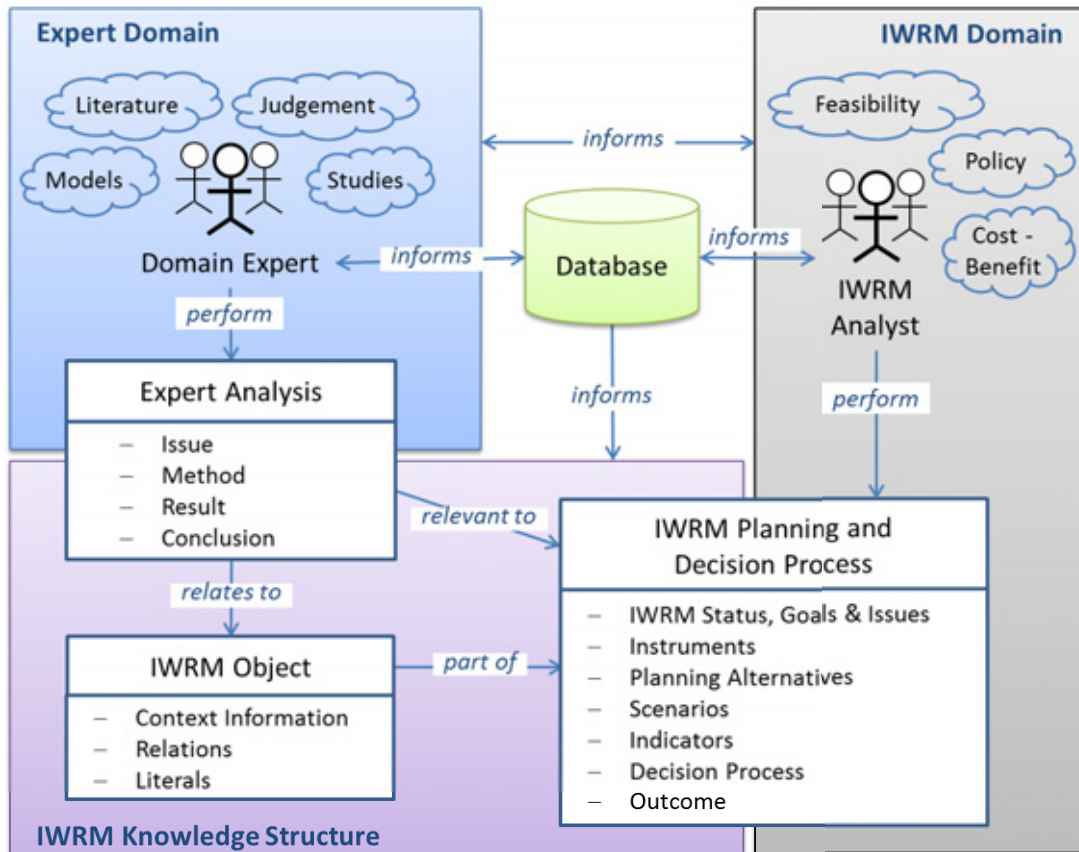 Expert Domain
IWRM Domain
Literature
Judgement
Models
Studies
Domain Expert
informs
informs
Database
informs
Feasibility
Policy
Cost -
Benefit
IWRM
Analyst
perform
informs
perform
Expert Analysis
– Issue
– Method
– Result
– Conclusion
relevant to
relates to
IWRM Object
– Context Information
– Relations
– Literals
part of
IWRM Planning and
Decision Process
– IWRM Status, Goals & Issues
– Instruments
– Planning Alternatives
– Scenarios
– Indicators
– Decision Process
– Outcome
IWRM Knowledge Structure